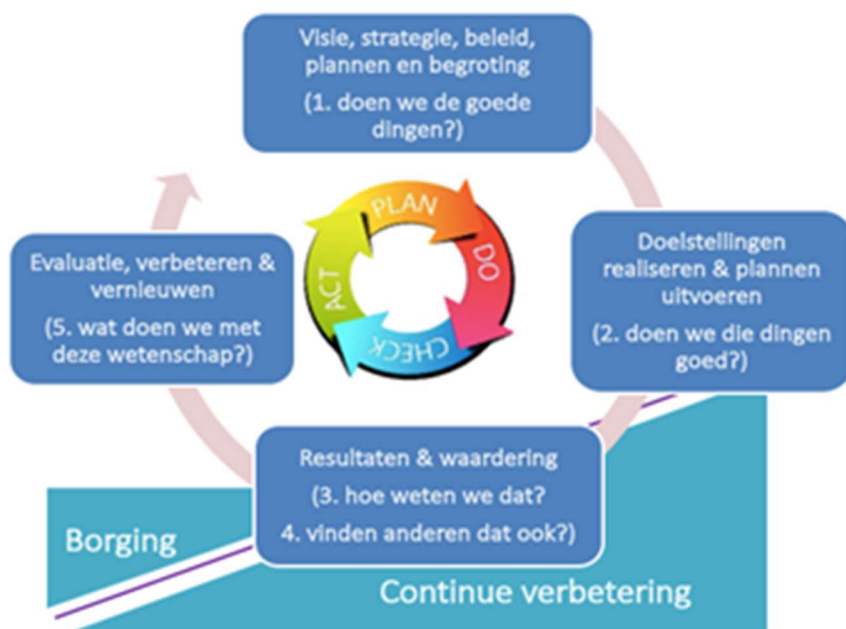 Visie, strategie, beleid,
plannen en begroting
(1. doen we de goede
dingen?)
PLAN
DO
CHECK
ACT
Doelstellingen
realiseren & plannen
uitvoeren
(2. doen we die dingen
goed?)
Evaluatie, verbeteren &
vernieuwen
(5. wat doen we met
deze wetenschap?)
Resultaten & waardering
(3. hoe weten we dat?
4. vinden anderen dat ook?)
Borging
Continue verbetering